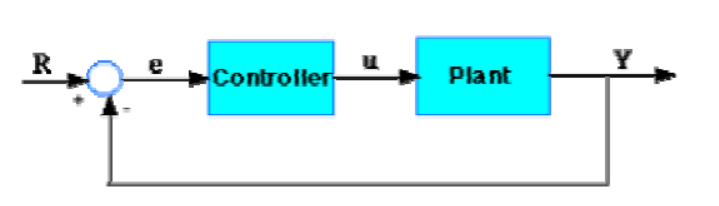 R e Controller u Plant Y
+ -